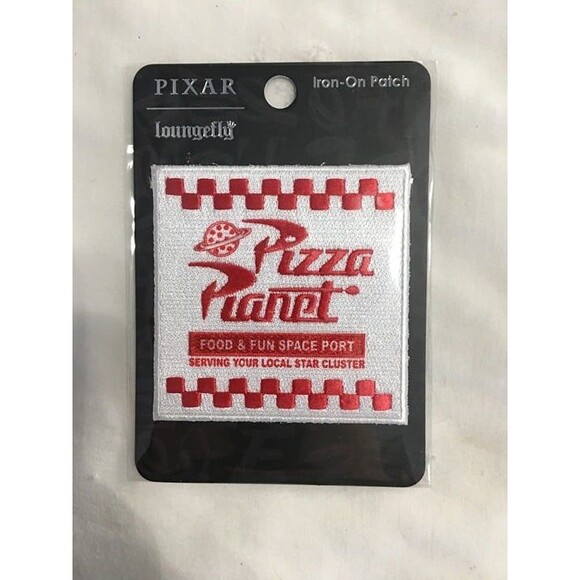 PIXAR
Iron-On Patch
loungefly
Pizza
Planet
FOOD & FUN SPACE PORT
SERVING YOUR LOCAL STAR CLUSTER